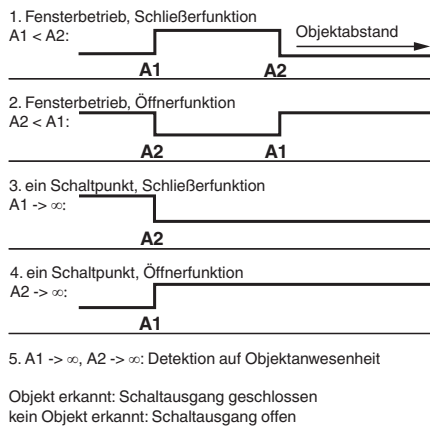 1. Fensterbetrieb, Schließerfunktion
A1 < A2:
Objektabstand
A1 A2
2. Fensterbetrieb, Öffnerfunktion
A2 < A1:
A2 A1
3. ein Schaltpunkt, Schließerfunktion
A1 -> ∞:
A2
4. ein Schaltpunkt, Öffnerfunktion
A2 -> ∞:
A1
5. A1 -> ∞, A2 -> ∞: Detektion auf Objektanwesenheit
Objekt erkannt: Schaltausgang geschlossen
kein Objekt erkannt: Schaltausgang offen